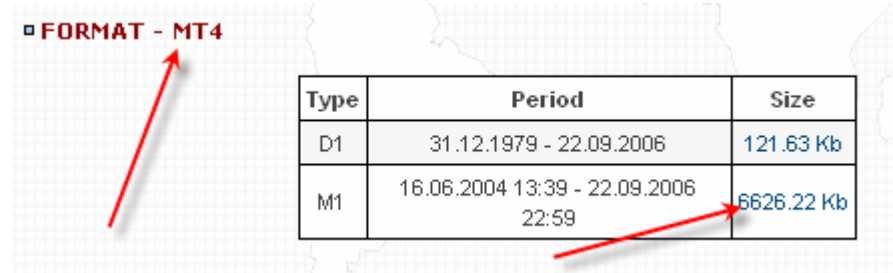 FORMAT - MT4
Type Period Size
D1 31.12.1979 - 22.09.2006 121.63 Kb
M1 16.06.2004 13:39 - 22.09.2006 22:59 6626.22 Kb